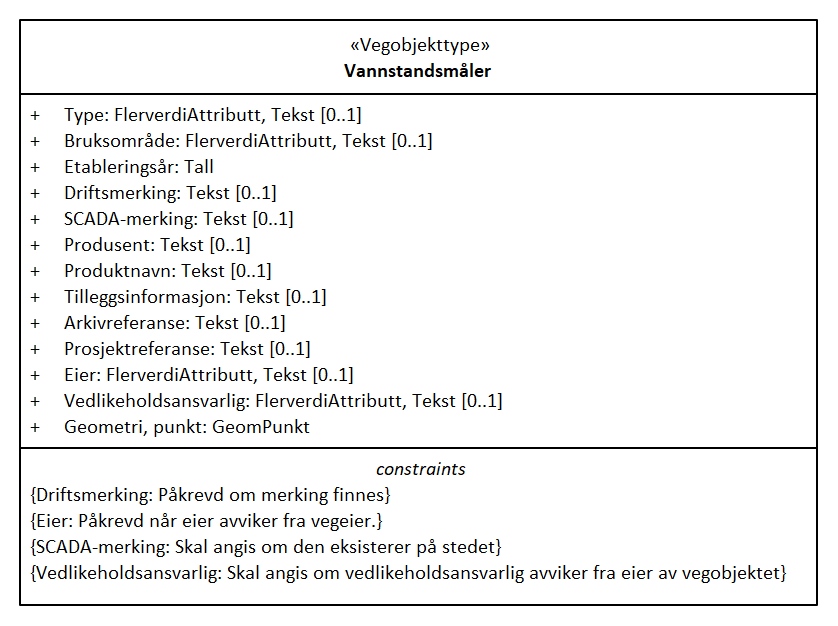 «Vegobjekttype»
Vannstandsmåler
+ Type: FlerverdiAttributt, Tekst [0..1]
+ Bruksområde: FlerverdiAttributt, Tekst [0..1]
+ Etableringsår: Tall
+ Driftsmerking: Tekst [0..1]
+ SCADA-merking: Tekst [0..1]
+ Produsent: Tekst [0..1]
+ Produktnavn: Tekst [0..1]
+ Tilleggsinformasjon: Tekst [0..1]
+ Arkivreferanse: Tekst [0..1]
+ Prosjektreferanse: Tekst [0..1]
+ Eier: FlerverdiAttributt, Tekst [0..1]
+ Vedlikeholdsansvarlig: FlerverdiAttributt, Tekst [0..1]
+ Geometri, punkt: GeomPunkt
constraints
{Driftsmerking: Påkrevd om merking finnes}
{Eier: Påkrevd når eier avviker fra vegeier.}
{SCADA-merking: Skal angis om den eksisterer på stedet}
{Vedlikeholdsansvarlig: Skal angis om vedlikeholdsansvarlig avviker fra eier av vegobjektet}